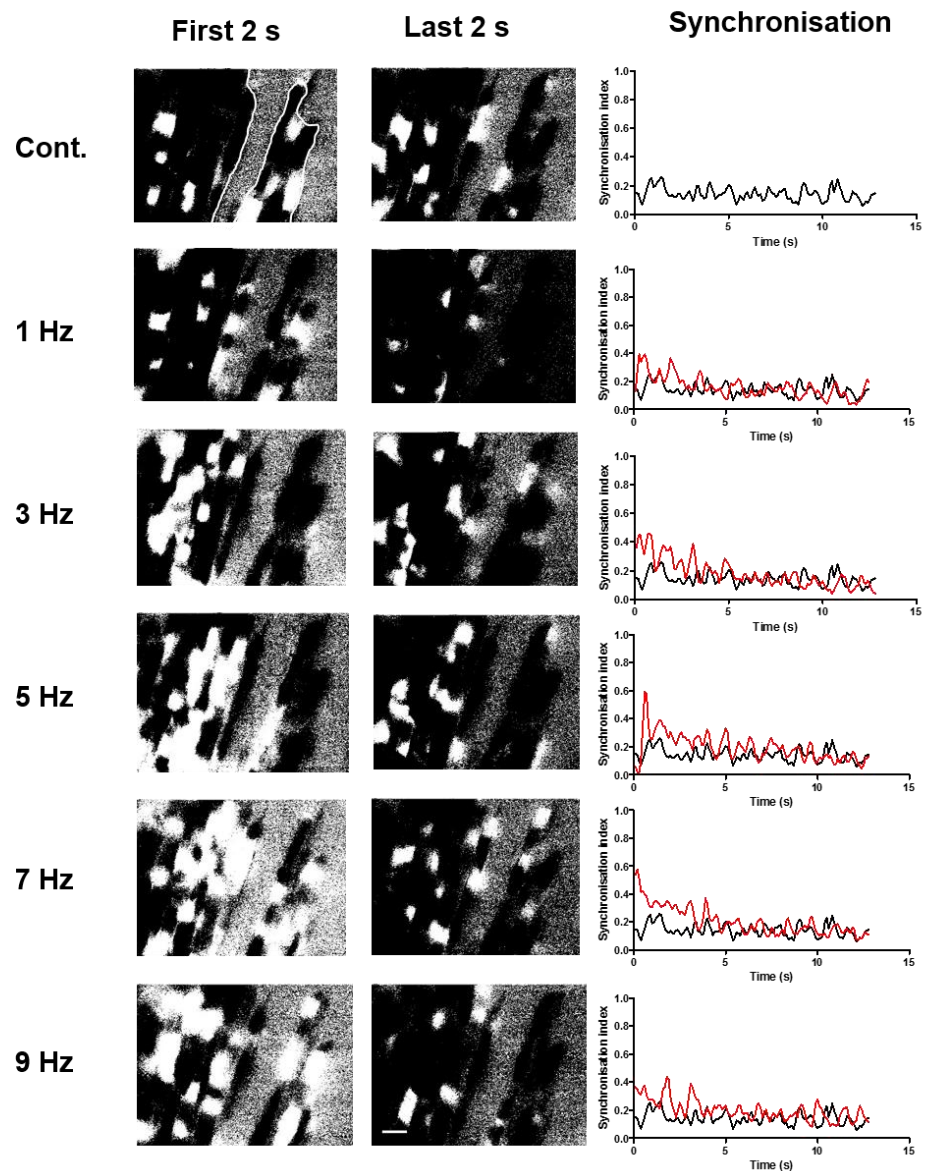 First 2 s
Last 2 s
Synchronisation
Cont.
Synchronisation index
1.0
0.8
0.6
0.4
0.2
0.0
0
5
10
15
Time (s)
1 Hz
Synchronisation index
1.0
0.8
0.6
0.4
0.2
0.0
0
5
10
15
Time (s)
3 Hz
Synchronisation index
1.0
0.8
0.6
0.4
0.2
0.0
0
5
10
15
Time (s)
5 Hz
Synchronisation index
1.0
0.8
0.6
0.4
0.2
0.0
0
5
10
15
Time (s)
7 Hz
Synchronisation index
1.0
0.8
0.6
0.4
0.2
0.0
0
5
10
15
Time (s)
9 Hz
Synchronisation index
1.0
0.8
0.6
0.4
0.2
0.0
0
5
10
15
Time (s)